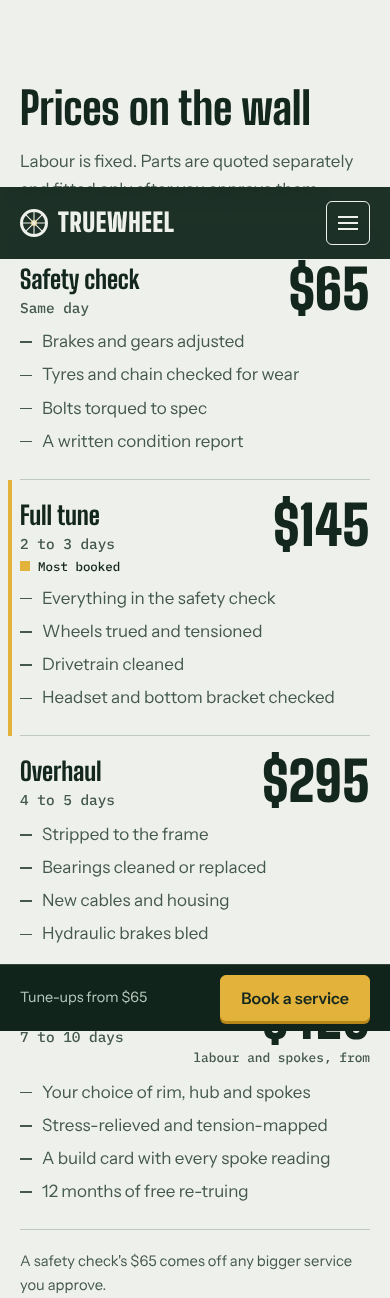 Prices on the wall
Labour is fixed. Parts are quoted separately
TRUEWHEEL
Safety check
$65
Same day
Brakes and gears adjusted
Tyres and chain checked for wear
Bolts torqued to spec
A written condition report
Full tune
$145
2 to 3 days
Most booked
Everything in the safety check
Wheels trued and tensioned
Drivetrain cleaned
Headset and bottom bracket checked
Overhaul
$295
4 to 5 days
Stripped to the frame
Bearings cleaned or replaced
New cables and housing
Hydraulic brakes bled
Tune-ups from $65
Book a service
7 to 10 days
labour and spokes, from
Your choice of rim, hub and spokes
Stress-relieved and tension-mapped
A build card with every spoke reading
12 months of free re-truing
A safety check's $65 comes off any bigger service
you approve.